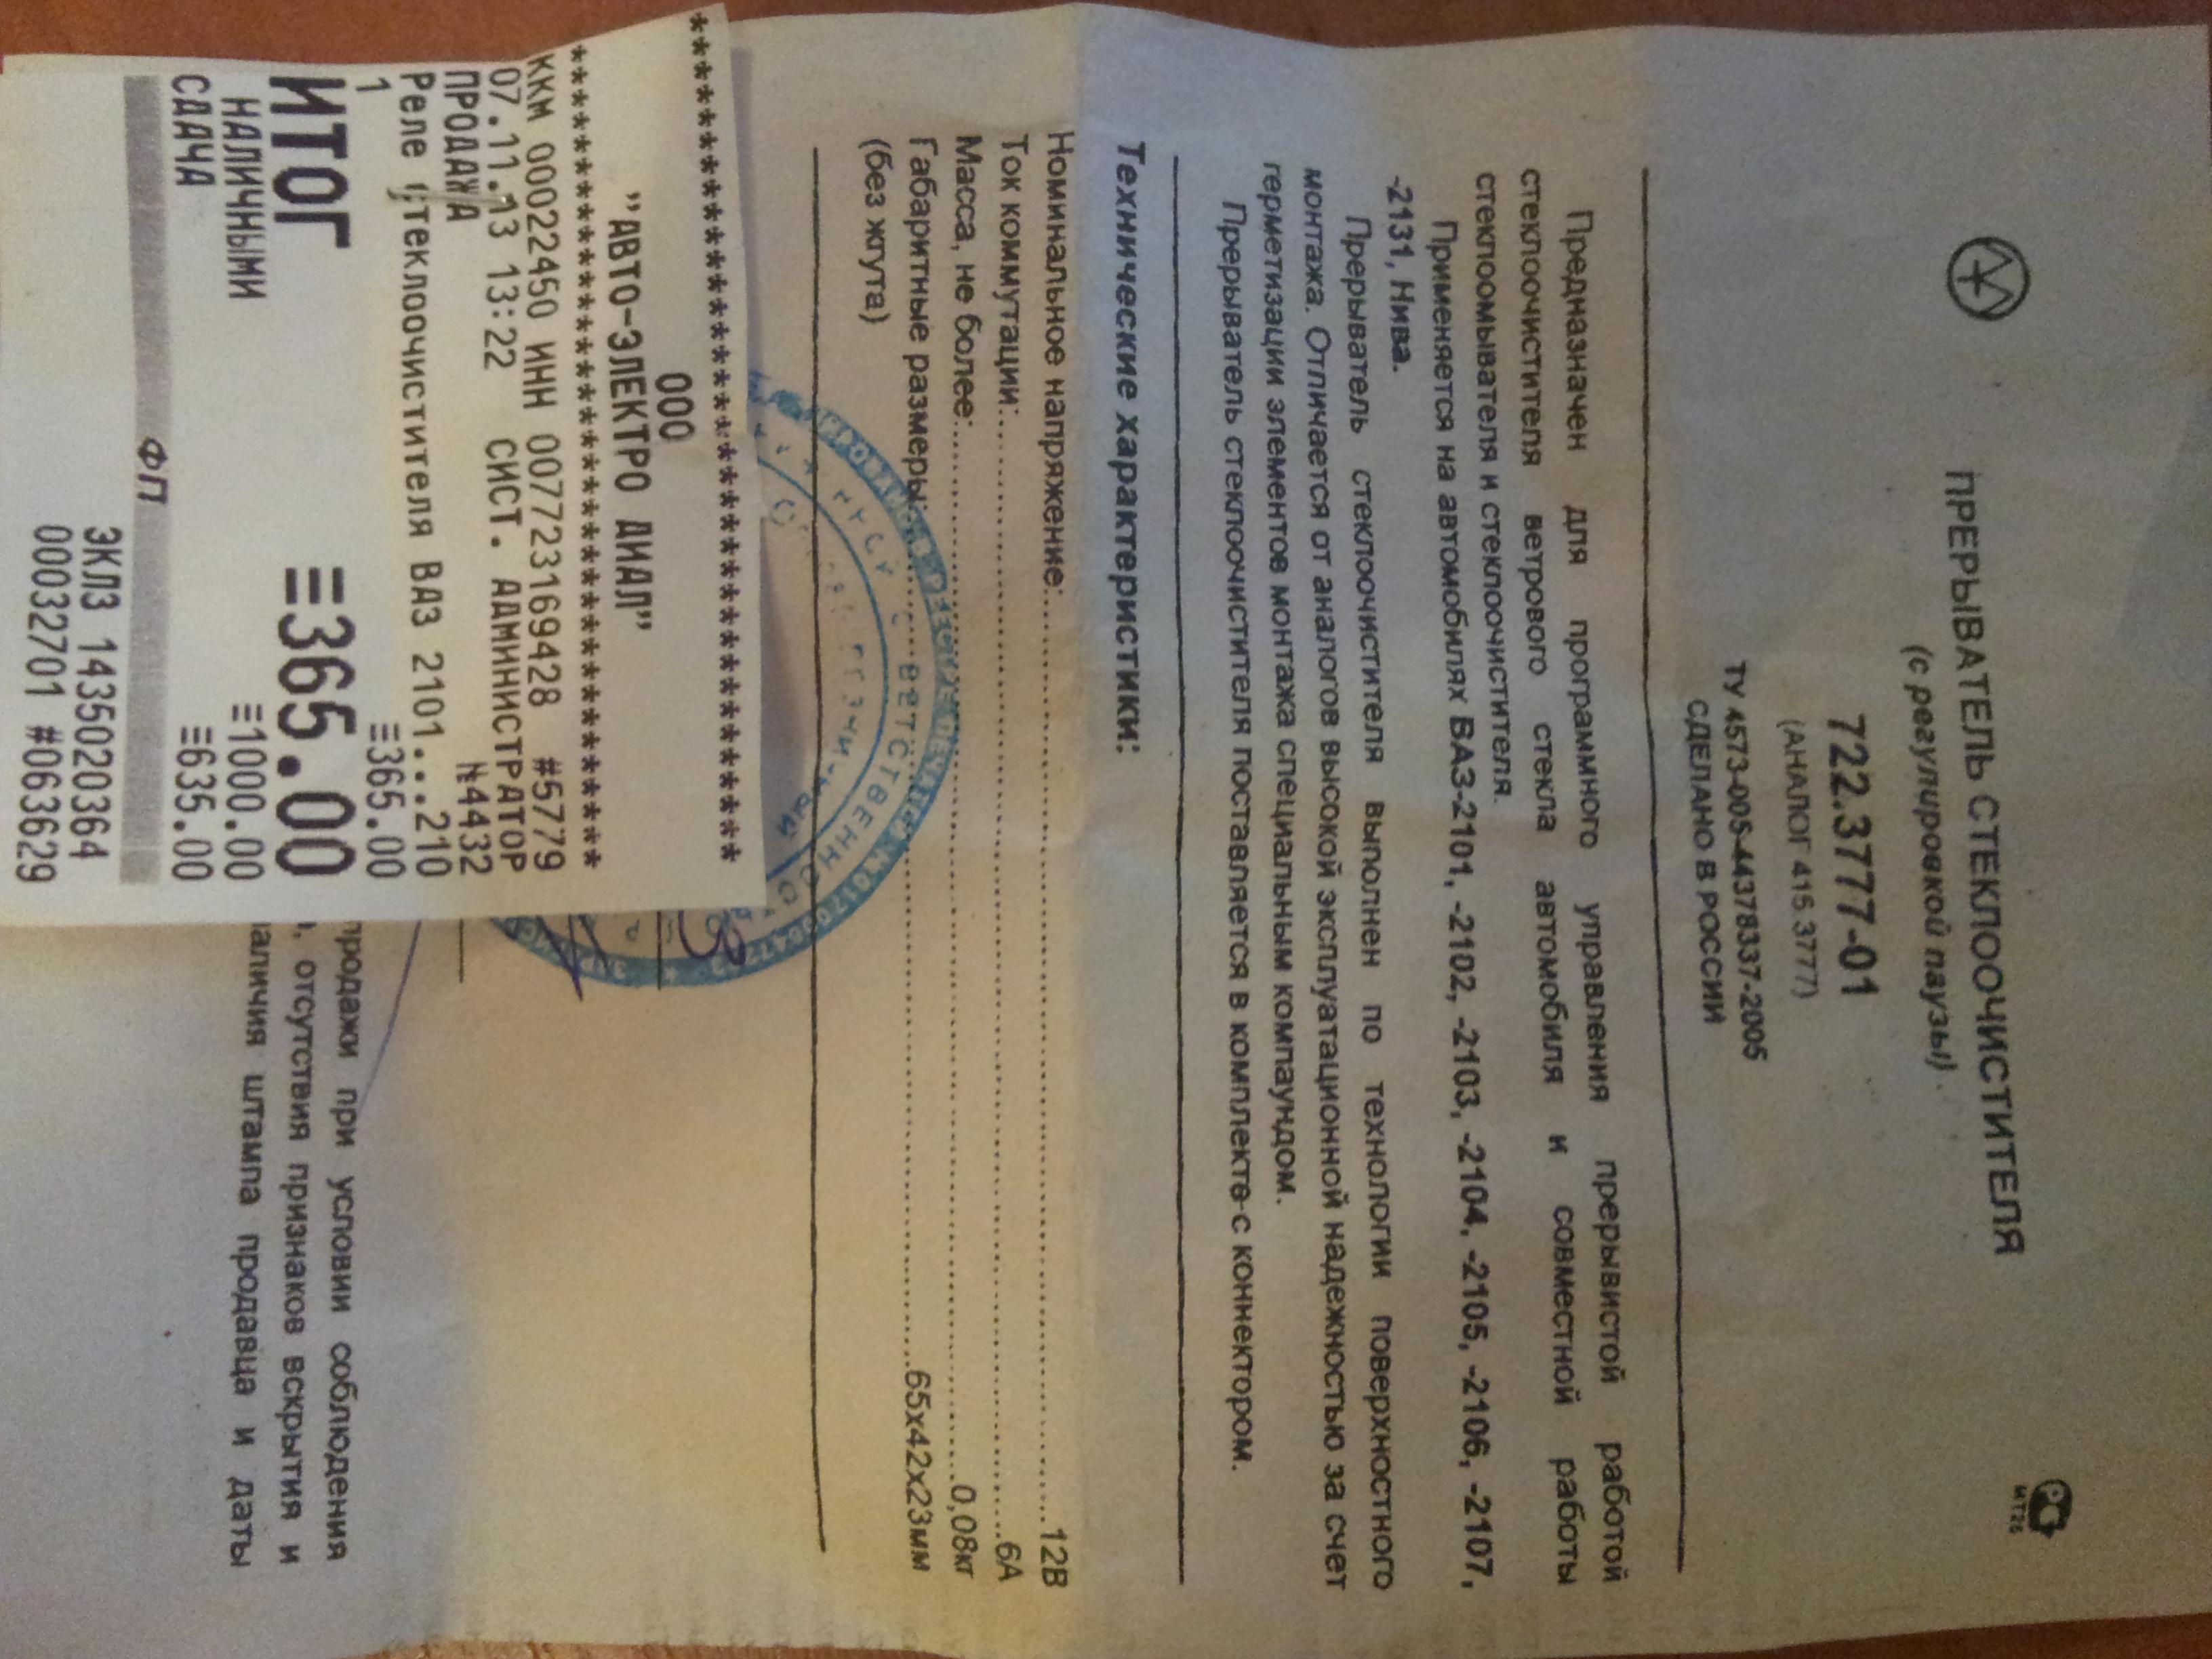 ПРЕРЫВАТЕЛЬ СТЕКЛООЧИСТИТЕЛЯ
(с регулировкой паузы)
722.3777-01
(АНАЛОГ 415.3777)
ТУ 4573-005-44378337-2005
СДЕЛАНО В РОССИИ
РС
МТ28
Предназначен для программного управления прерывистой работой
стеклоочистителя ветрового стекла автомобиля и совместной работы
стеклоомывателя и стеклоочистителя.
Применяется на автомобилях ВАЗ-2101, -2102, -2103, -2104, -2105, -2106, -2107,
-2131, Нива.
Прерыватель стеклоочистителя выполнен по технологии поверхностного
монтажа. Отличается от аналогов высокой эксплуатационной надежностью за счет
герметизации элементов монтажа специальным компаундом.
Прерыватель стеклоочистителя поставляется в комплекте с коннектором.
Технические характеристики:
Номинальное напряжение:...12В
Ток коммутации:...6А
Масса, не более:...0,08кг
Габаритные размеры:...65х42х23мм
(без жгута)
продажи при условии соблюдения
отсутствия признаков вскрытия и
наличия штампа продавца и даты
************************************
ООО
"АВТО-ЭЛЕКТРО ДИАЛ"
************************************
ККМ 00022450 ИНН 007723169428 #5779
07.11.13 13:22 СИСТ. АДМИНИСТРАТОР
ПРОДАЖА №4432
Реле стеклоочистителя ВАЗ 2101...210
1 ≡365.00
ИТОГ ≡365.00
НАЛИЧНЫМИ ≡1000.00
СДАЧА ≡635.00
ФП
ЭКЛЗ 1435020364
00032701 #063629